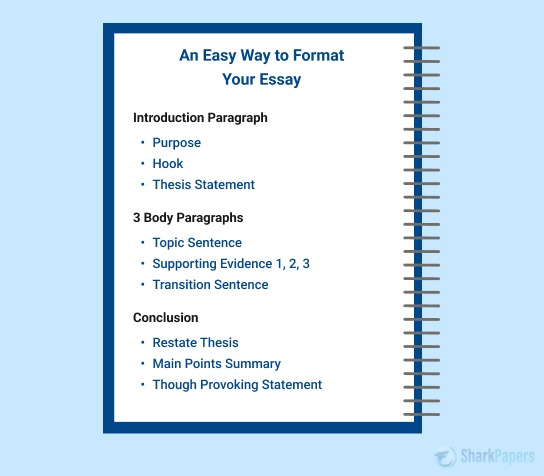 An Easy Way to Format
Your Essay
Introduction Paragraph
• Purpose
• Hook
• Thesis Statement
3 Body Paragraphs
• Topic Sentence
• Supporting Evidence 1, 2, 3
• Transition Sentence
Conclusion
• Restate Thesis
• Main Points Summary
• Though Provoking Statement
SharkPapers